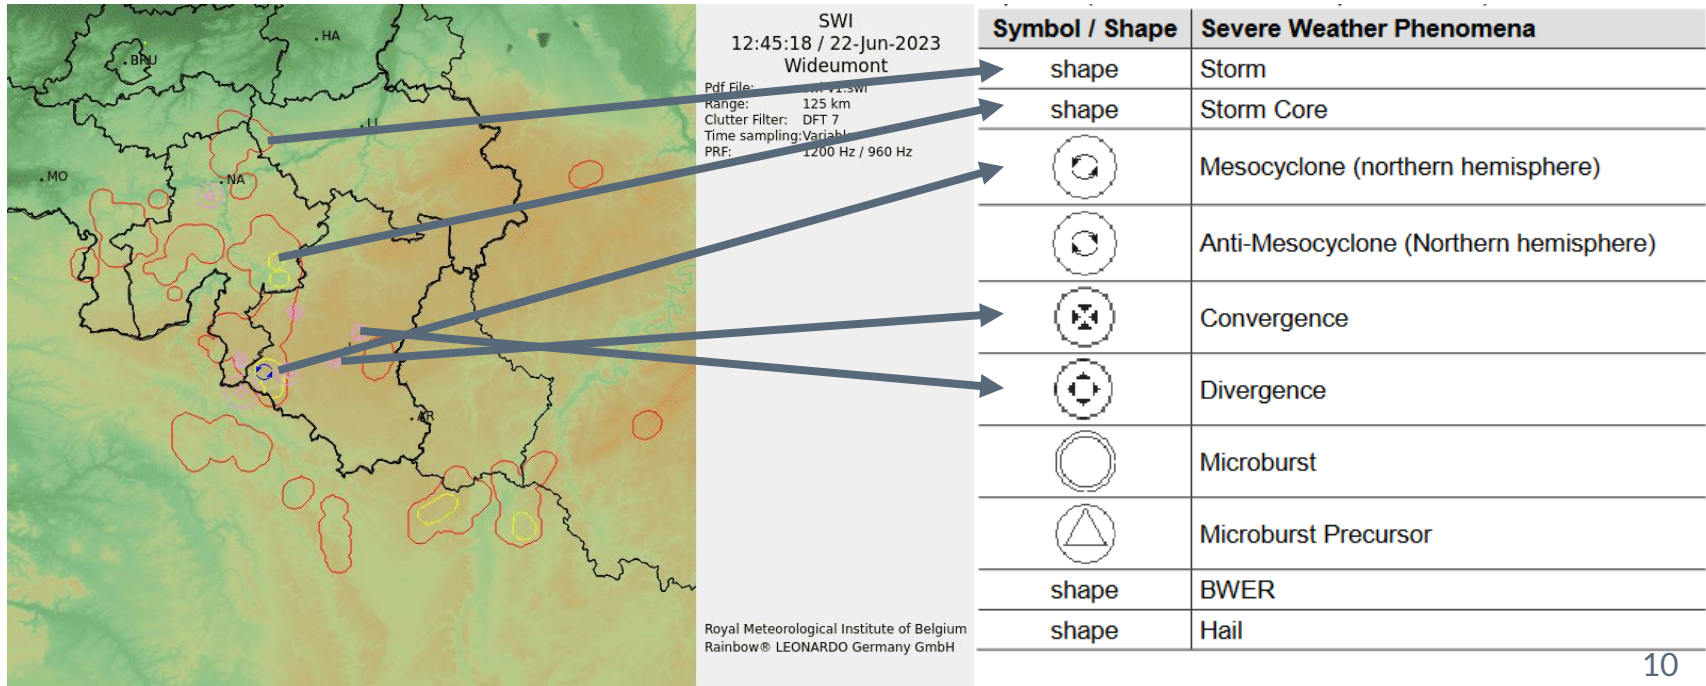 HA
BRU
LI
MO
NA
AR
SWI
12:45:18 / 22-Jun-2023
Wideumont
Pdf File:
Range: 125 km
Clutter Filter: DFT 7
Time sampling:Variable
PRF: 1200 Hz / 960 Hz
Royal Meteorological Institute of Belgium
Rainbow® LEONARDO Germany GmbH
Symbol / Shape Severe Weather Phenomena
shape Storm
shape Storm Core
Mesocyclone (northern hemisphere)
Anti-Mesocyclone (Northern hemisphere)
Convergence
Divergence
Microburst
Microburst Precursor
shape BWER
shape Hail
10